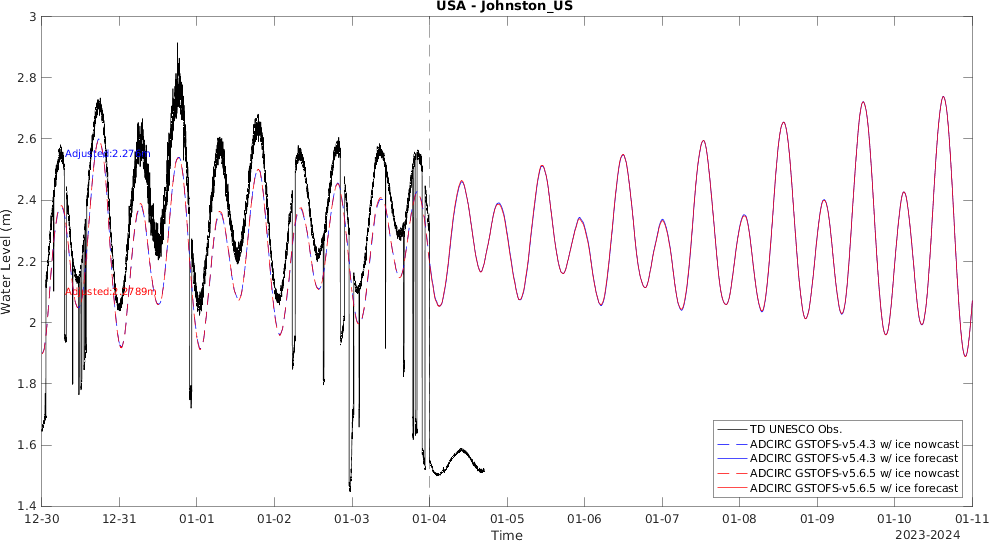 USA - Johnston_US
3
2.8
2.6
2.4
2.2
2
1.8
1.6
1.4
Water Level (m)
Adjusted:2.27
Adjusted:2.2789m
TD UNESCO Obs.
ADCIRC GSTOFS-v5.4.3 w/ ice nowcast
ADCIRC GSTOFS-v5.4.3 w/ ice forecast
ADCIRC GSTOFS-v5.6.5 w/ ice nowcast
ADCIRC GSTOFS-v5.6.5 w/ ice forecast
12-30 12-31 01-01 01-02 01-03 01-04 01-05 01-06 01-07 01-08 01-09 01-10 01-11
Time
2023-2024